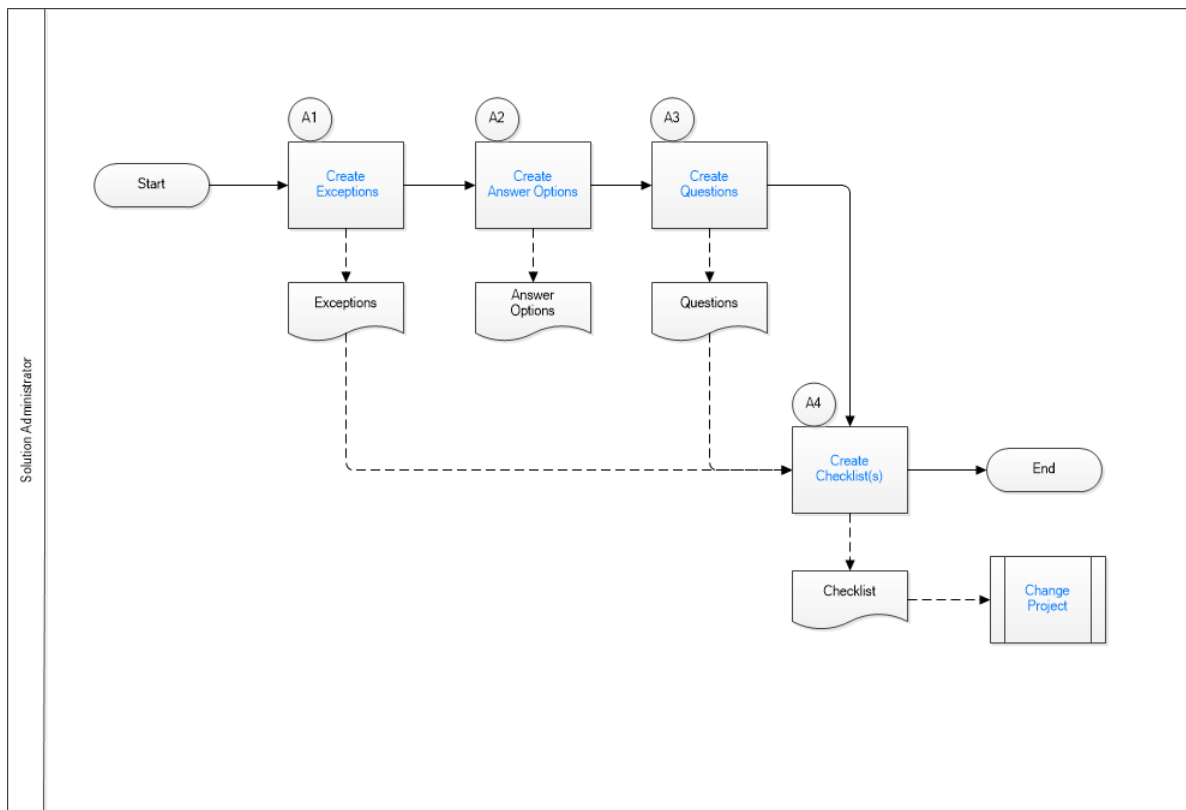 Solution Administrator
Start
A1
Create
Exceptions
A2
Create
Answer Options
A3
Create
Questions
Exceptions
Answer
Options
Questions
A4
Create
Checklist(s)
End
Checklist
Change
Project